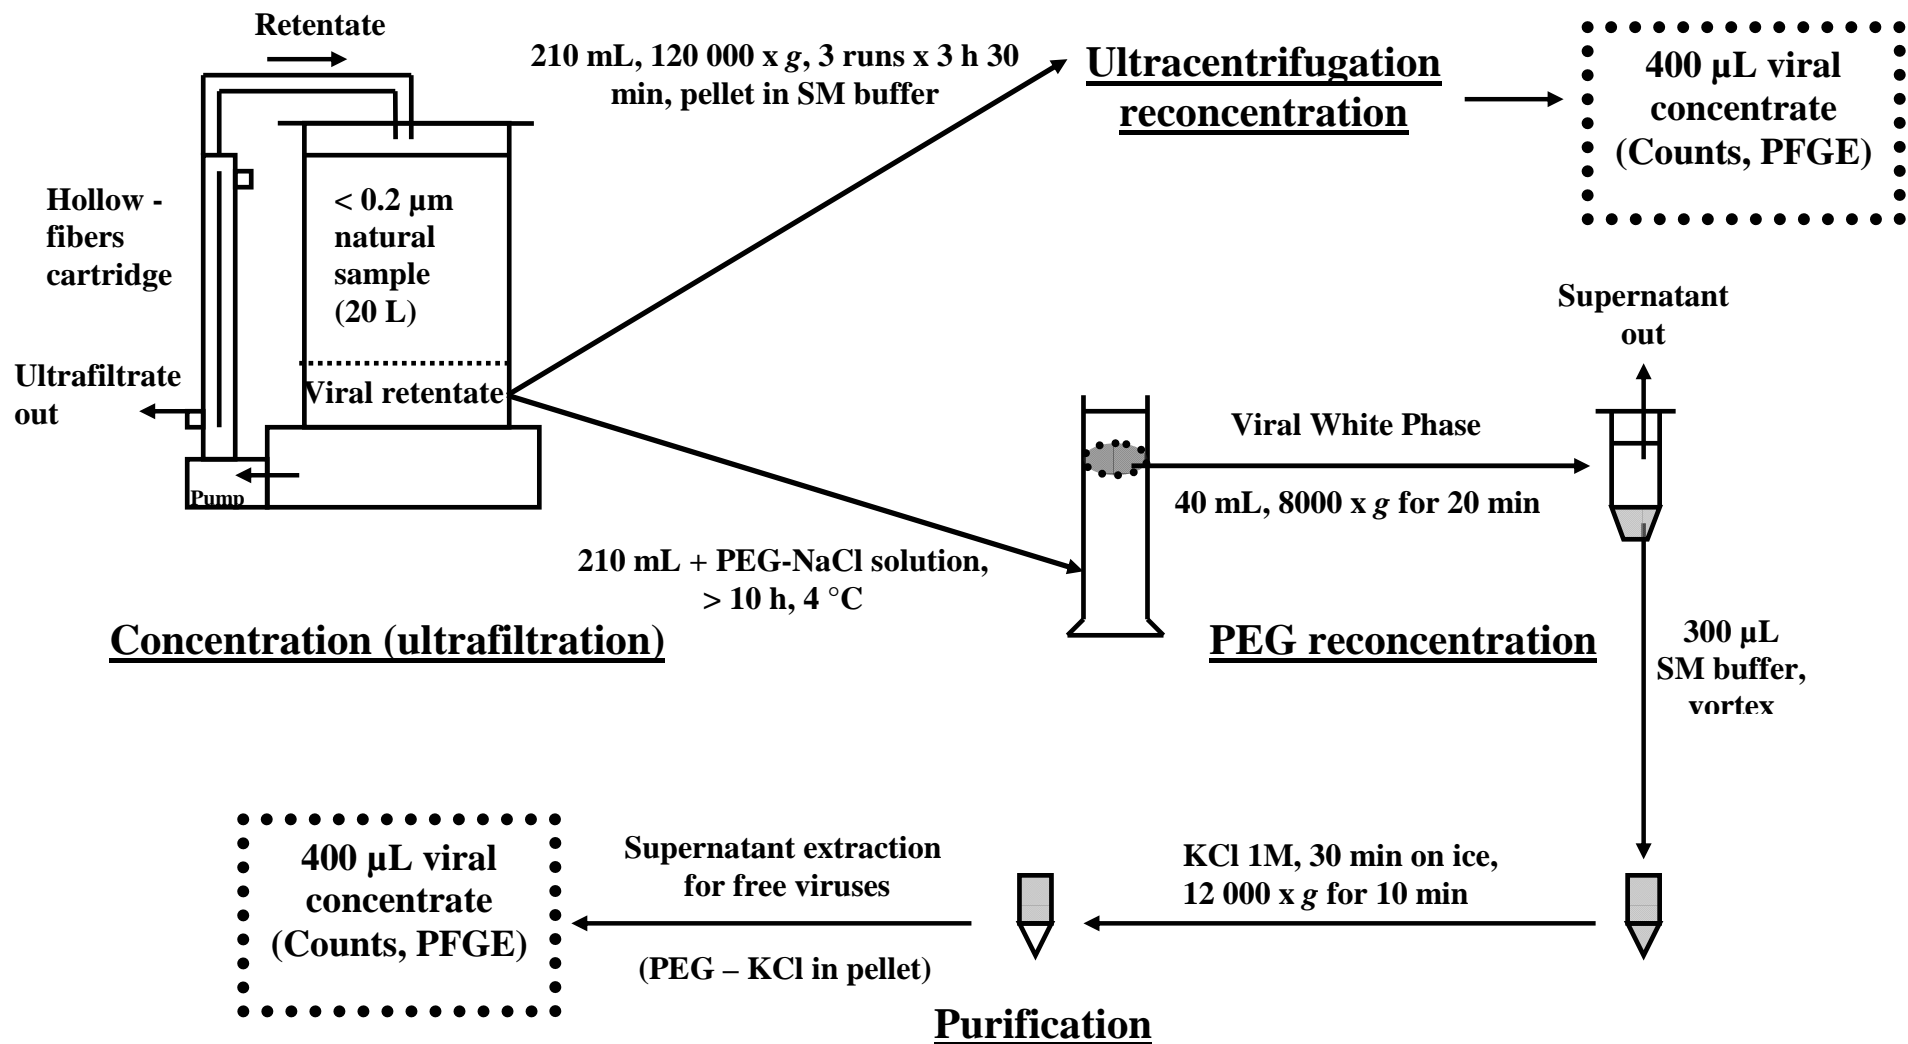 Retentate
210 mL, 120 000 x g, 3 runs x 3 h 30
min, pellet in SM buffer
Ultracentrifugation
reconcentration
400 µL viral
concentrate
(Counts, PFGE)
Hollow -
fibers
cartridge
< 0.2 µm
natural
sample
(20 L)
Ultrafiltrate
out
Viral retentate
Pump
Supernatant
out
Viral White Phase
40 mL, 8000 x g for 20 min
210 mL + PEG-NaCl solution,
> 10 h, 4 °C
Concentration (ultrafiltration)
PEG reconcentration
300 µL
SM buffer,
vortex
400 µL viral
concentrate
(Counts, PFGE)
Supernatant extraction
for free viruses
(PEG – KCl in pellet)
KCl 1M, 30 min on ice,
12 000 x g for 10 min
Purification